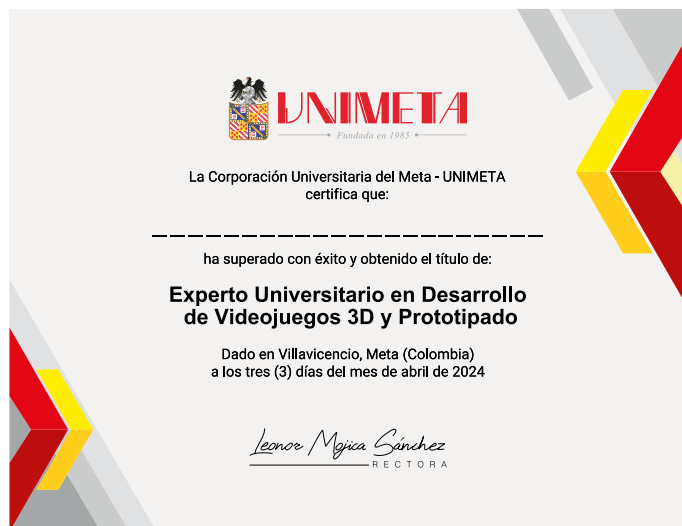 UNIMETA
Fundada en 1985
La Corporación Universitaria del Meta - UNIMETA
certifica que:
ha superado con éxito y obtenido el título de:
Experto Universitario en Desarrollo
de Videojuegos 3D y Prototipado
Dado en Villavicencio, Meta (Colombia)
a los tres (3) días del mes de abril de 2024
Leonor Mojica Sánchez
RECTORA